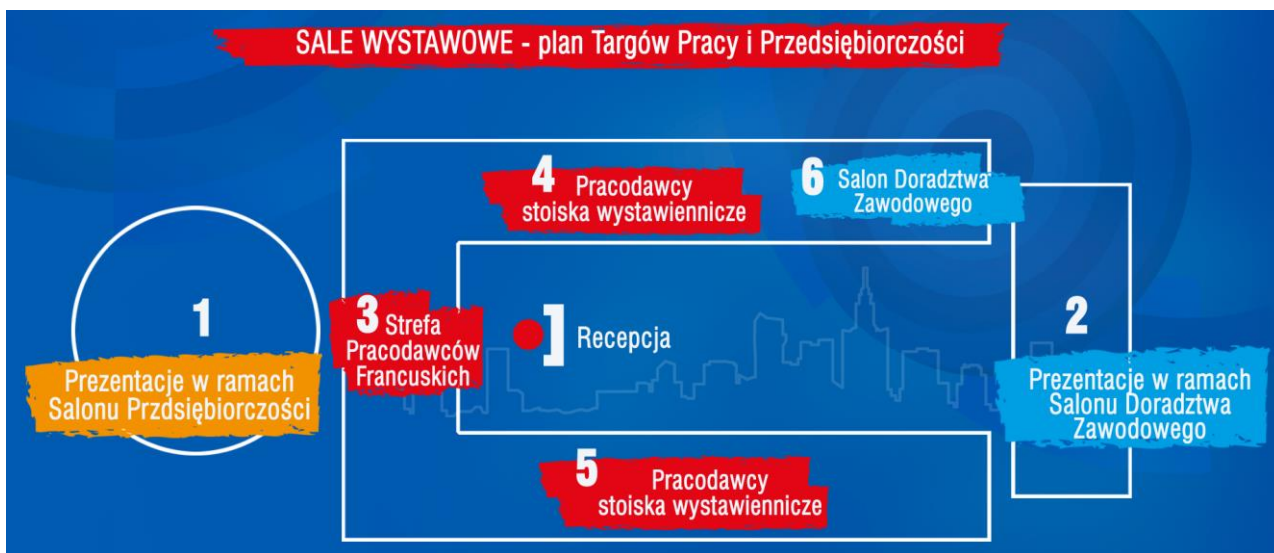 SALE WYSTAWOWE - plan Targów Pracy i Przedsiębiorczości
4 Pracodawcy
stoiska wystawiennicze
6 Salon Doradztwa
Zawodowego
1
Prezentacje w ramach
Salonu Przdsiębiorczości
3 Strefa
Pracodawców
Francuskich
Recepcja
2
Prezentacje w ramach
Salonu Doradztwa
Zawodowego
5 Pracodawcy
stoiska wystawiennicze